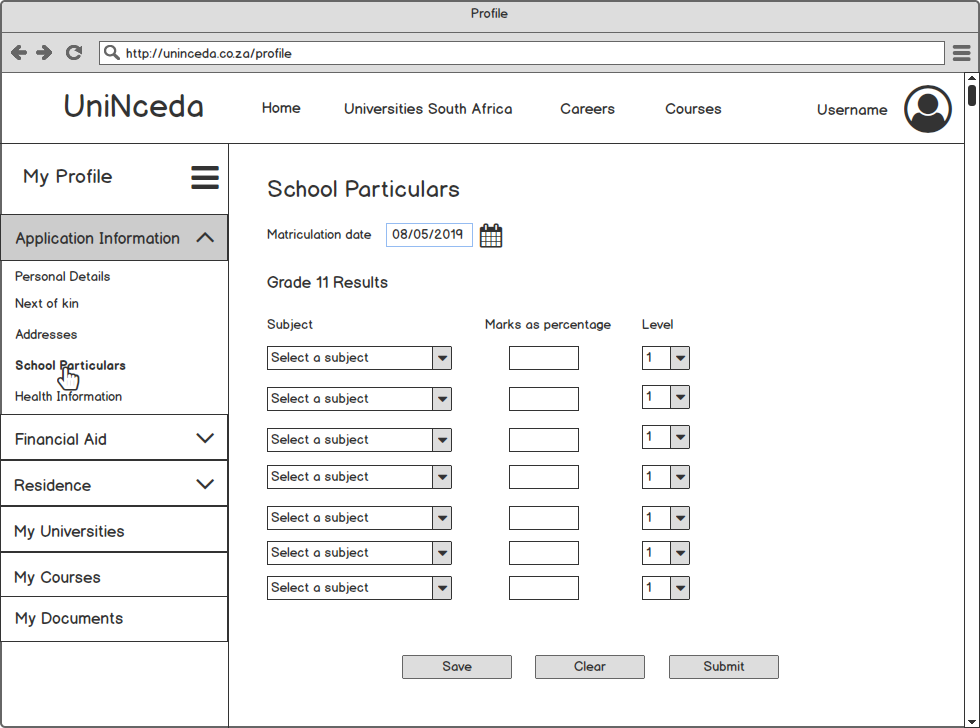 Profile
http://uninceda.co.za/profile
UniNceda Home Universities South Africa Careers Courses Username
My Profile
Application Information
Personal Details
Next of kin
Addresses
School Particulars
Health Information
Financial Aid
Residence
My Universities
My Courses
My Documents
School Particulars
Matriculation date 08/05/2019
Grade 11 Results
Subject Marks as percentage Level
Select a subject 1
Select a subject 1
Select a subject 1
Select a subject 1
Select a subject 1
Select a subject 1
Select a subject 1
Save Clear Submit